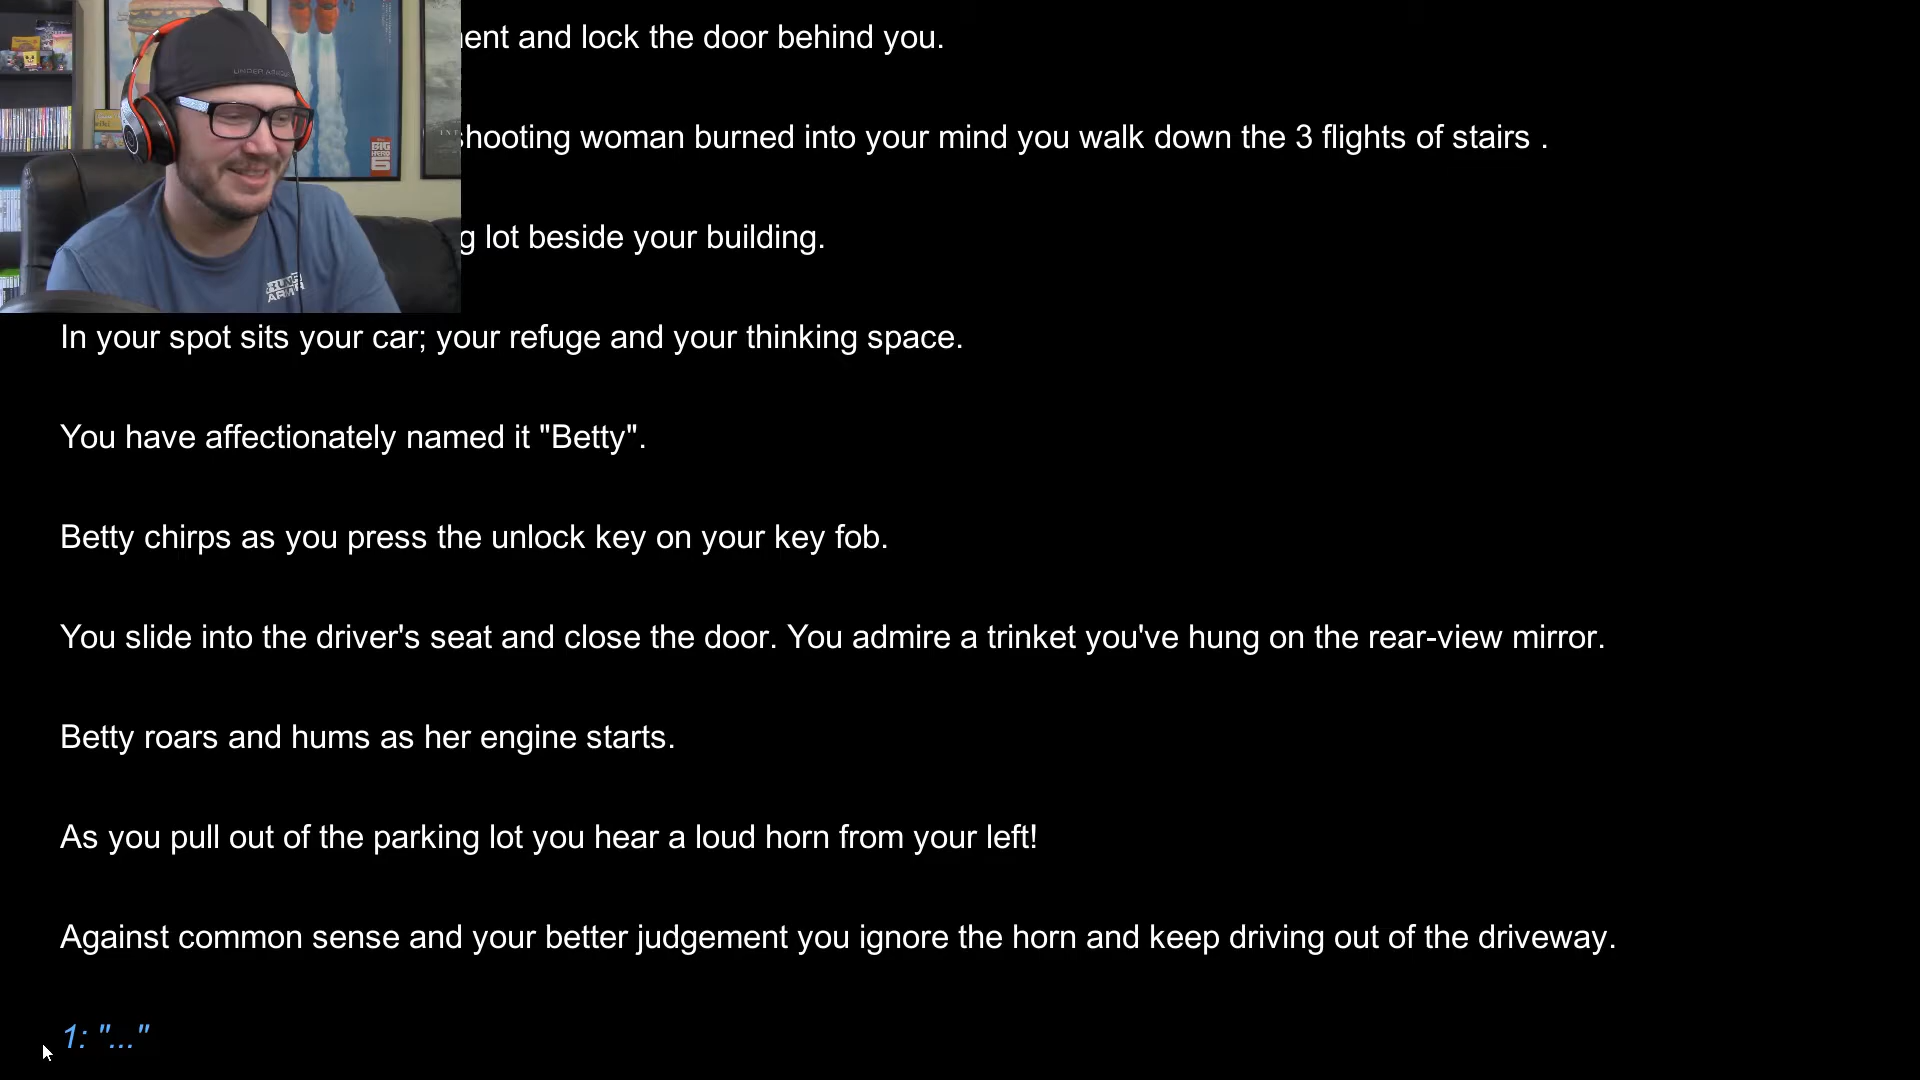 and lock the door behind you.
UNDER ARMOUR
shooting woman burned into your mind you walk down the 3 flights of stairs .
BIG HERO 6
lot beside your building.
In your spot sits your car; your refuge and your thinking space.
You have affectionately named it "Betty".
Betty chirps as you press the unlock key on your key fob.
You slide into the driver's seat and close the door. You admire a trinket you've hung on the rear-view mirror.
Betty roars and hums as her engine starts.
As you pull out of the parking lot you hear a loud horn from your left!
Against common sense and your better judgement you ignore the horn and keep driving out of the driveway.
1: "..."